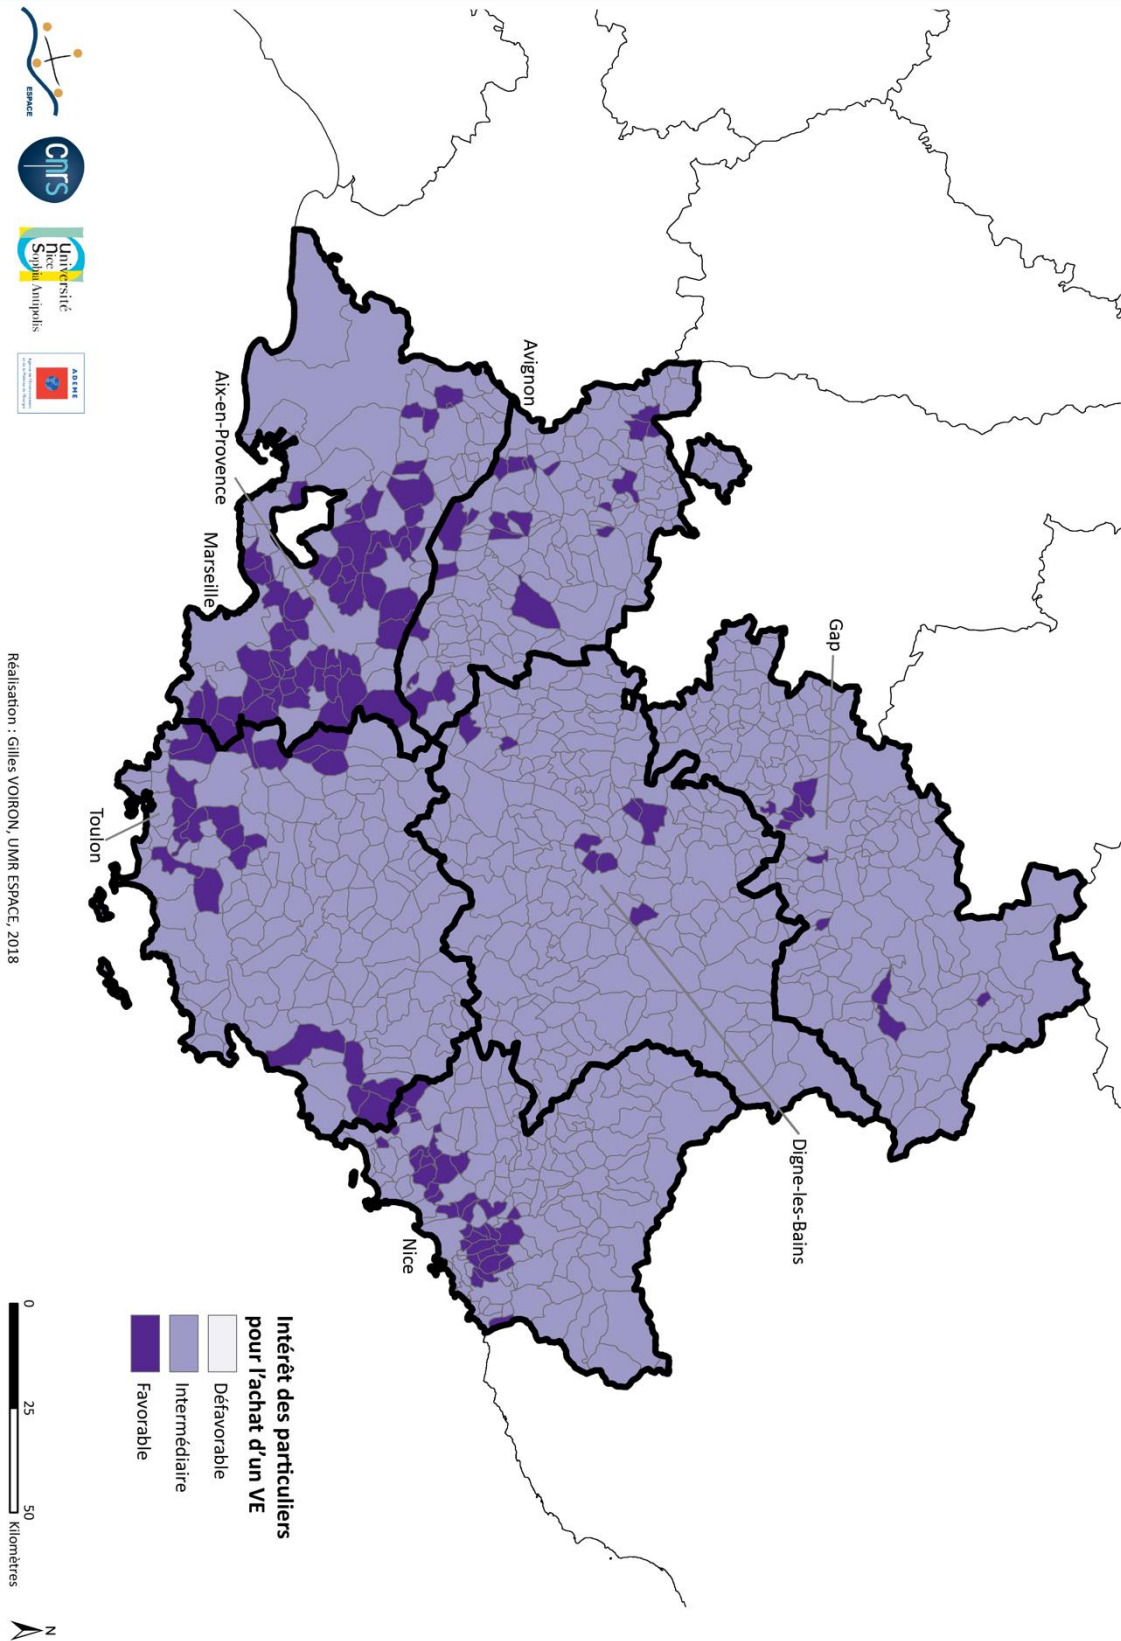 Gap
Avignon
Digne-les-Bains
Aix-en-Provence
Marseille
Nice
Toulon
Intérêt des particuliers
pour l'achat d'un VE
Défavorable
Intermédiaire
Favorable
0 25 50 Kilomètres
N
ESPACE
cnrs
Université
nice
Sophia Antipolis
ADEME
Réalisation : Gilles VOIRON, UMR ESPACE, 2018